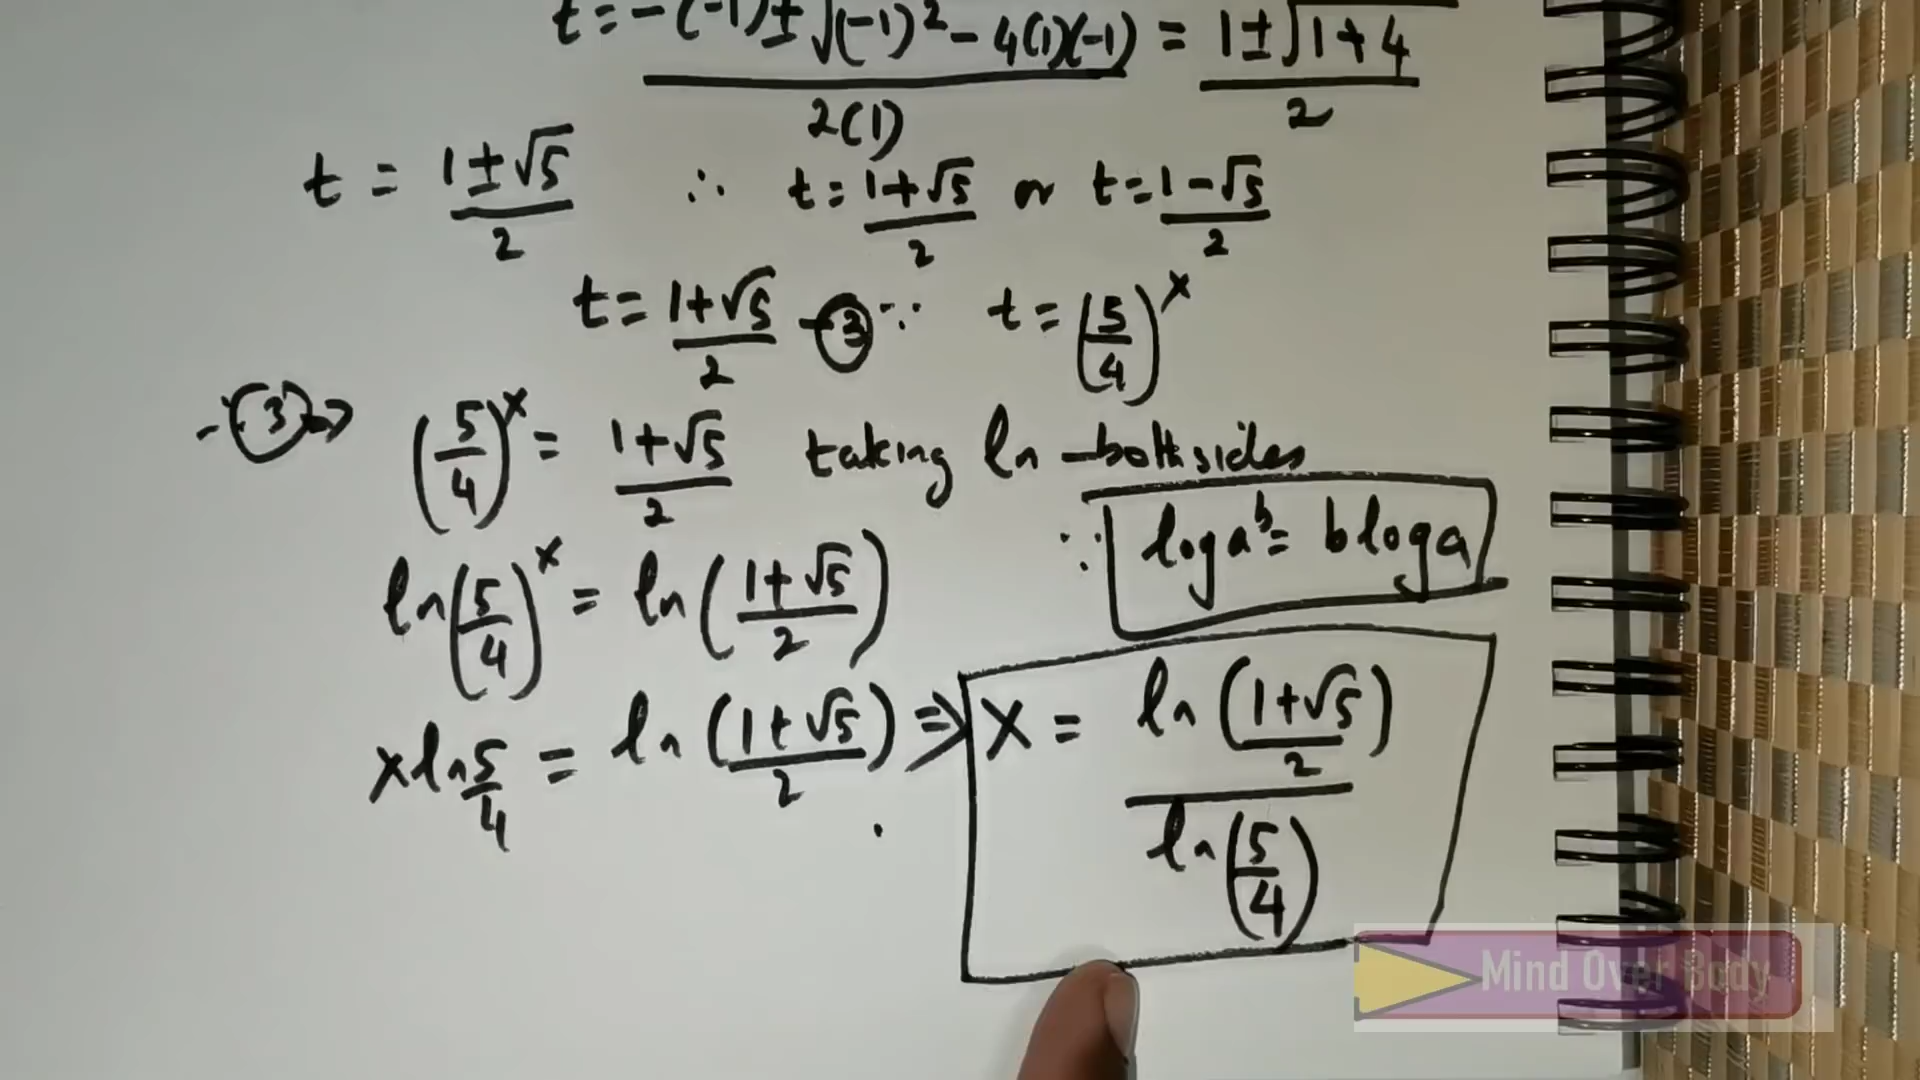 t = -(-1) ± √(-1)² - 4(1)(-1) / 2(1) = 1 ± √1+4 / 2
t = 1±√5 / 2 ∴ t = 1+√5 / 2 or t = 1-√5 / 2
t = 1+√5 / 2 -③ ∵ t = (5/4)^x
-③⇒ (5/4)^x = 1+√5 / 2 taking ln both sides
∵ log a^b = b log a
ln(5/4)^x = ln(1+√5 / 2)
x ln 5/4 = ln(1+√5 / 2) ⇒ x = ln(1+√5 / 2) / ln(5/4)
Mind Over Body